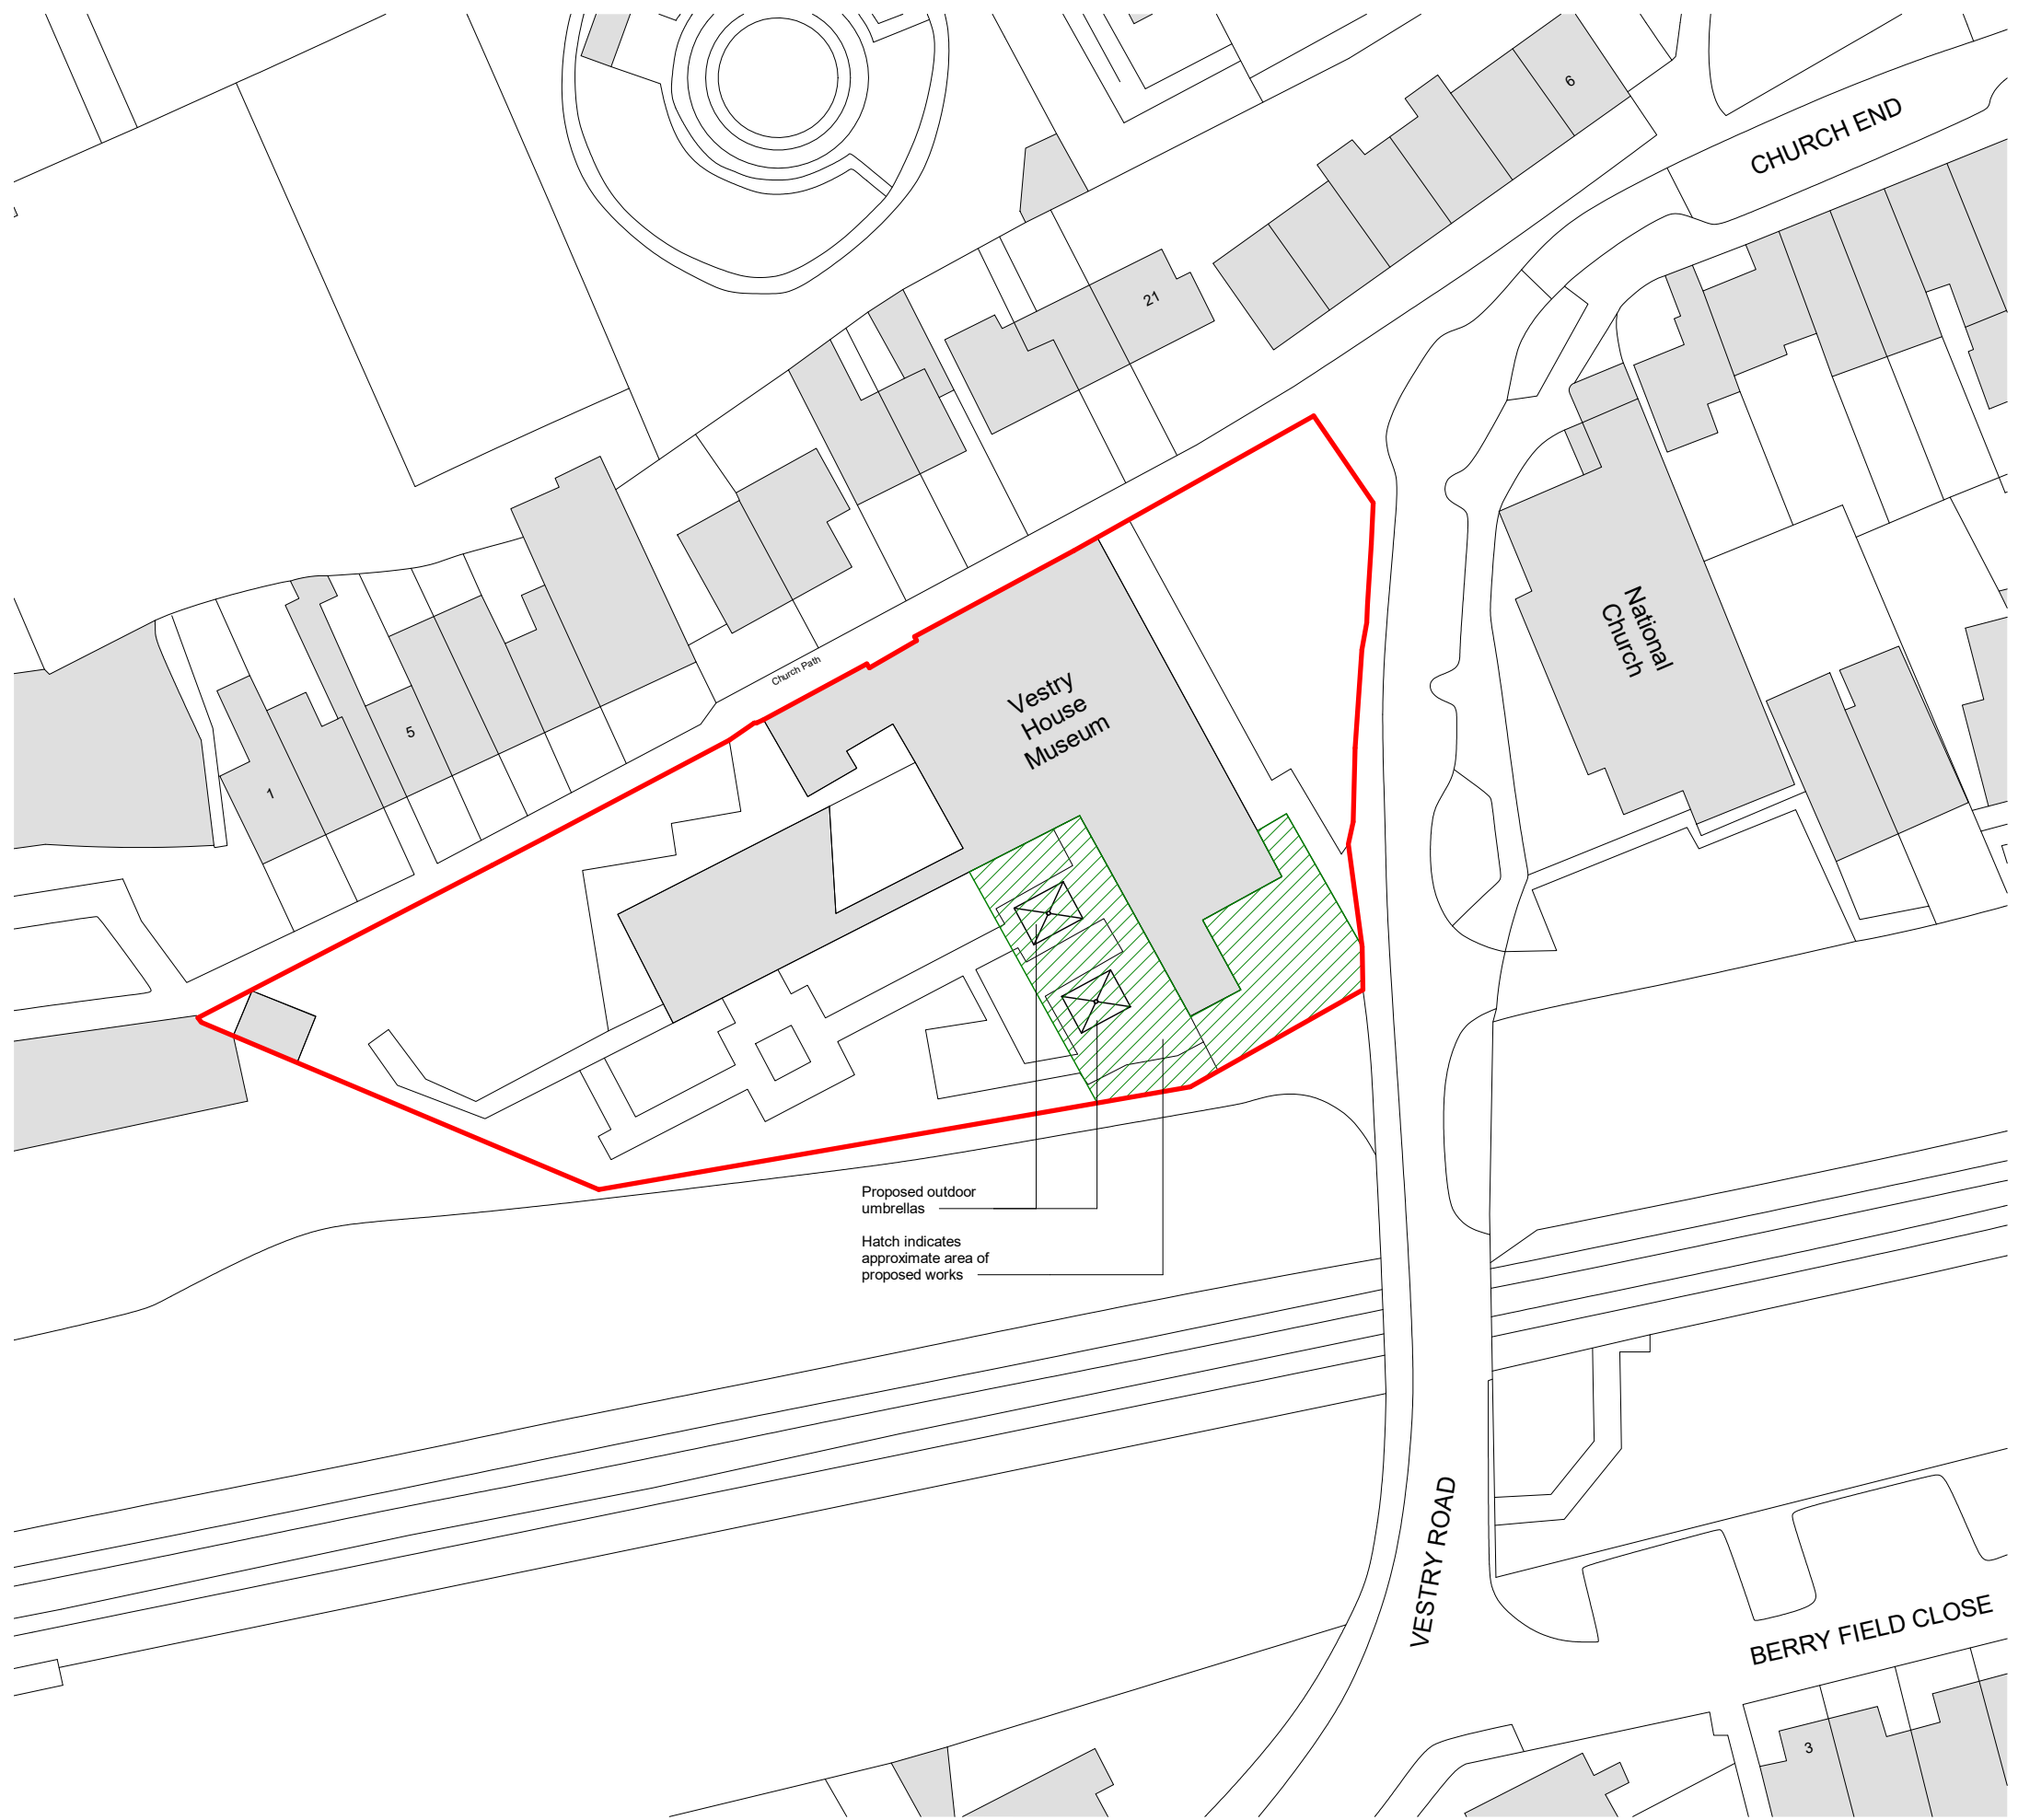 6
CHURCH END
21
National
Church
Church Path
Vestry
House
Museum
5
1
Proposed outdoor
umbrellas
Hatch indicates
approximate area of
proposed works
VESTRY ROAD
BERRY FIELD CLOSE
3